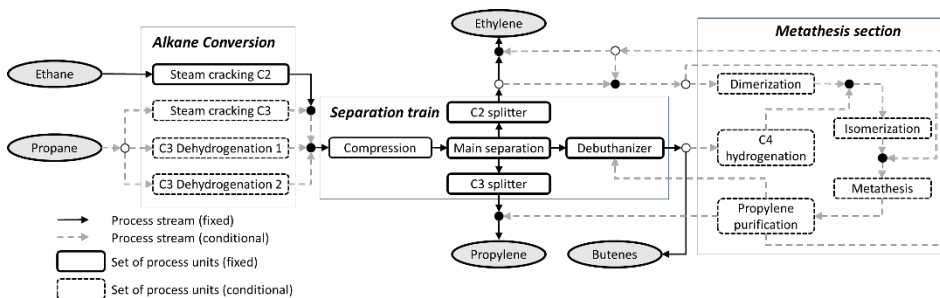 Ethylene
Alkane Conversion
Metathesis section
Ethane
Steam cracking C2
Dimerization
Steam cracking C3
Separation train
C2 splitter
Isomerization
Propane
C3 Dehydrogenation 1
Compression
Main separation
Debuthanizer
C4
hydrogenation
C3 Dehydrogenation 2
C3 splitter
Metathesis
Process stream (fixed)
Process stream (conditional)
Propylene
purification
Set of process units (fixed)
Propylene
Butenes
Set of process units (conditional)